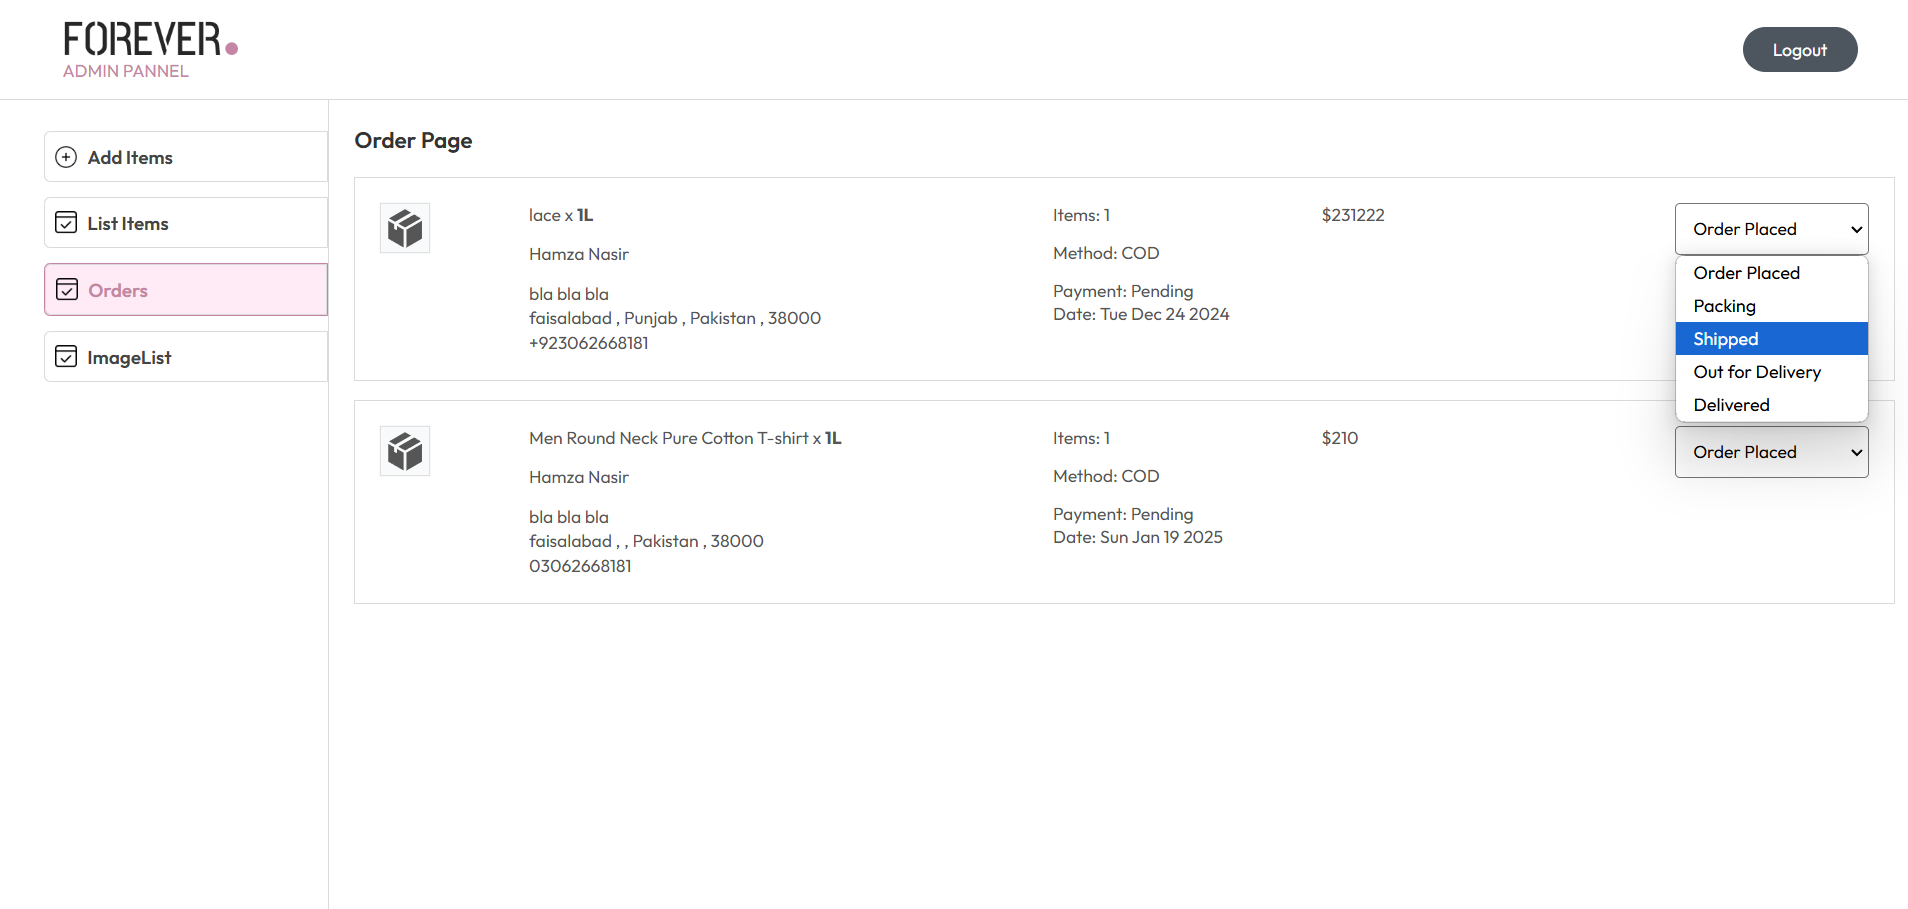 FOREVER.
ADMIN PANNEL
Logout
Add Items
List Items
Orders
ImageList
Order Page
lace x 1L
Hamza Nasir
bla bla bla
faisalabad , Punjab , Pakistan , 38000
+923062668181
Items: 1
Method: COD
Payment: Pending
Date: Tue Dec 24 2024
$231222
Order Placed
Order Placed
Packing
Shipped
Out for Delivery
Delivered
Men Round Neck Pure Cotton T-shirt x 1L
Hamza Nasir
bla bla bla
faisalabad , , Pakistan , 38000
03062668181
Items: 1
Method: COD
Payment: Pending
Date: Sun Jan 19 2025
$210
Order Placed